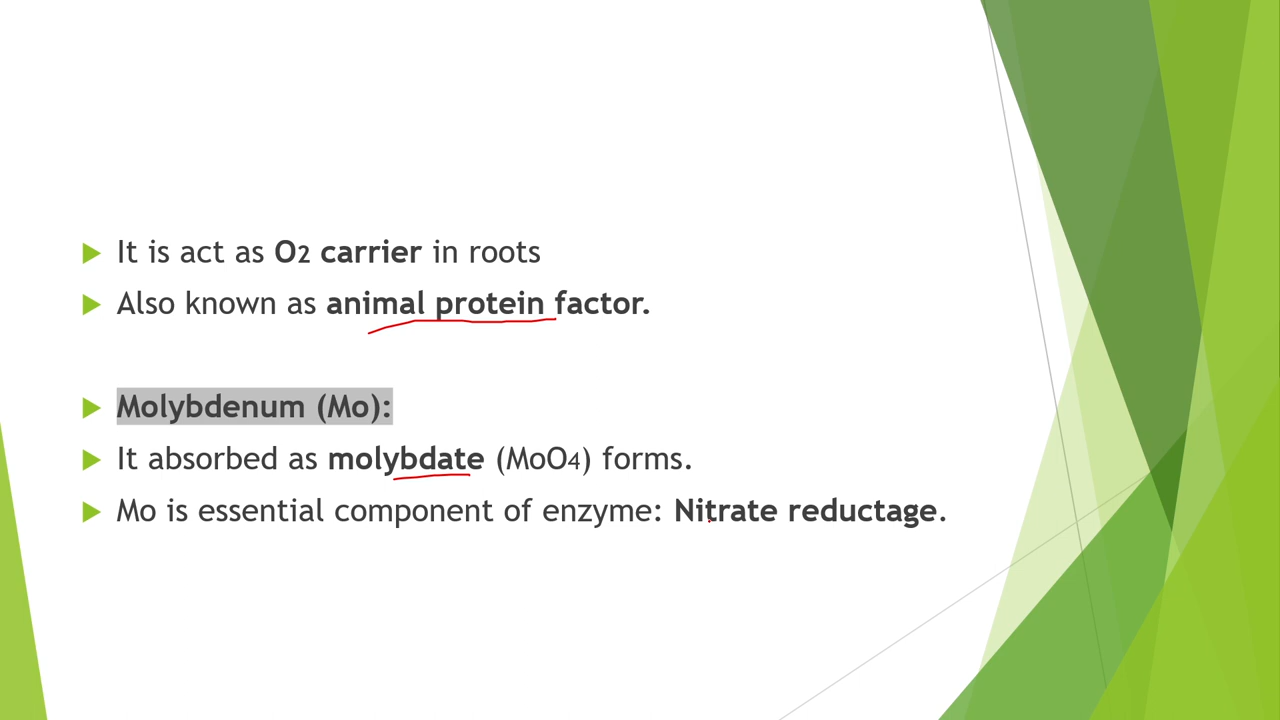 It is act as O2 carrier in roots
Also known as animal protein factor.
Molybdenum (Mo):
It absorbed as molybdate (MoO4) forms.
Mo is essential component of enzyme: Nitrate reductage.